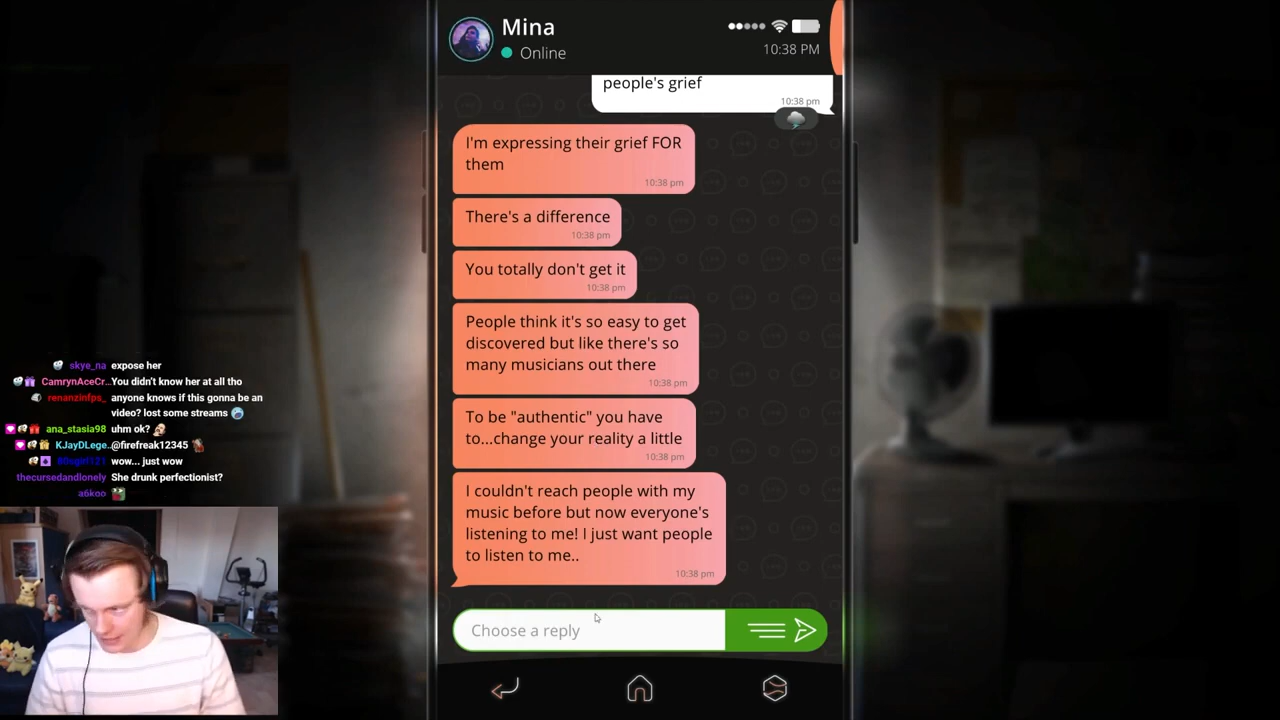 Mina
Online
10:38 PM
people's grief
10:38 pm
I'm expressing their grief FOR
them
10:38 pm
There's a difference
10:38 pm
You totally don't get it
10:38 pm
People think it's so easy to get
discovered but like there's so
many musicians out there
10:38 pm
To be "authentic" you have
to...change your reality a little
10:38 pm
I couldn't reach people with my
music before but now everyone's
listening to me! I just want people
to listen to me..
10:38 pm
Choose a reply
skye_na expose her
CamrynAceCr.. You didn't know her at all tho
renanzinfps_ anyone knows if this gonna be an
video? lost some streams
ana_stasia98 uhm ok?
KJayDLege.. @firefreak12345
wow... just wow
thecursedandlonely She drunk perfectionist?
a6koo